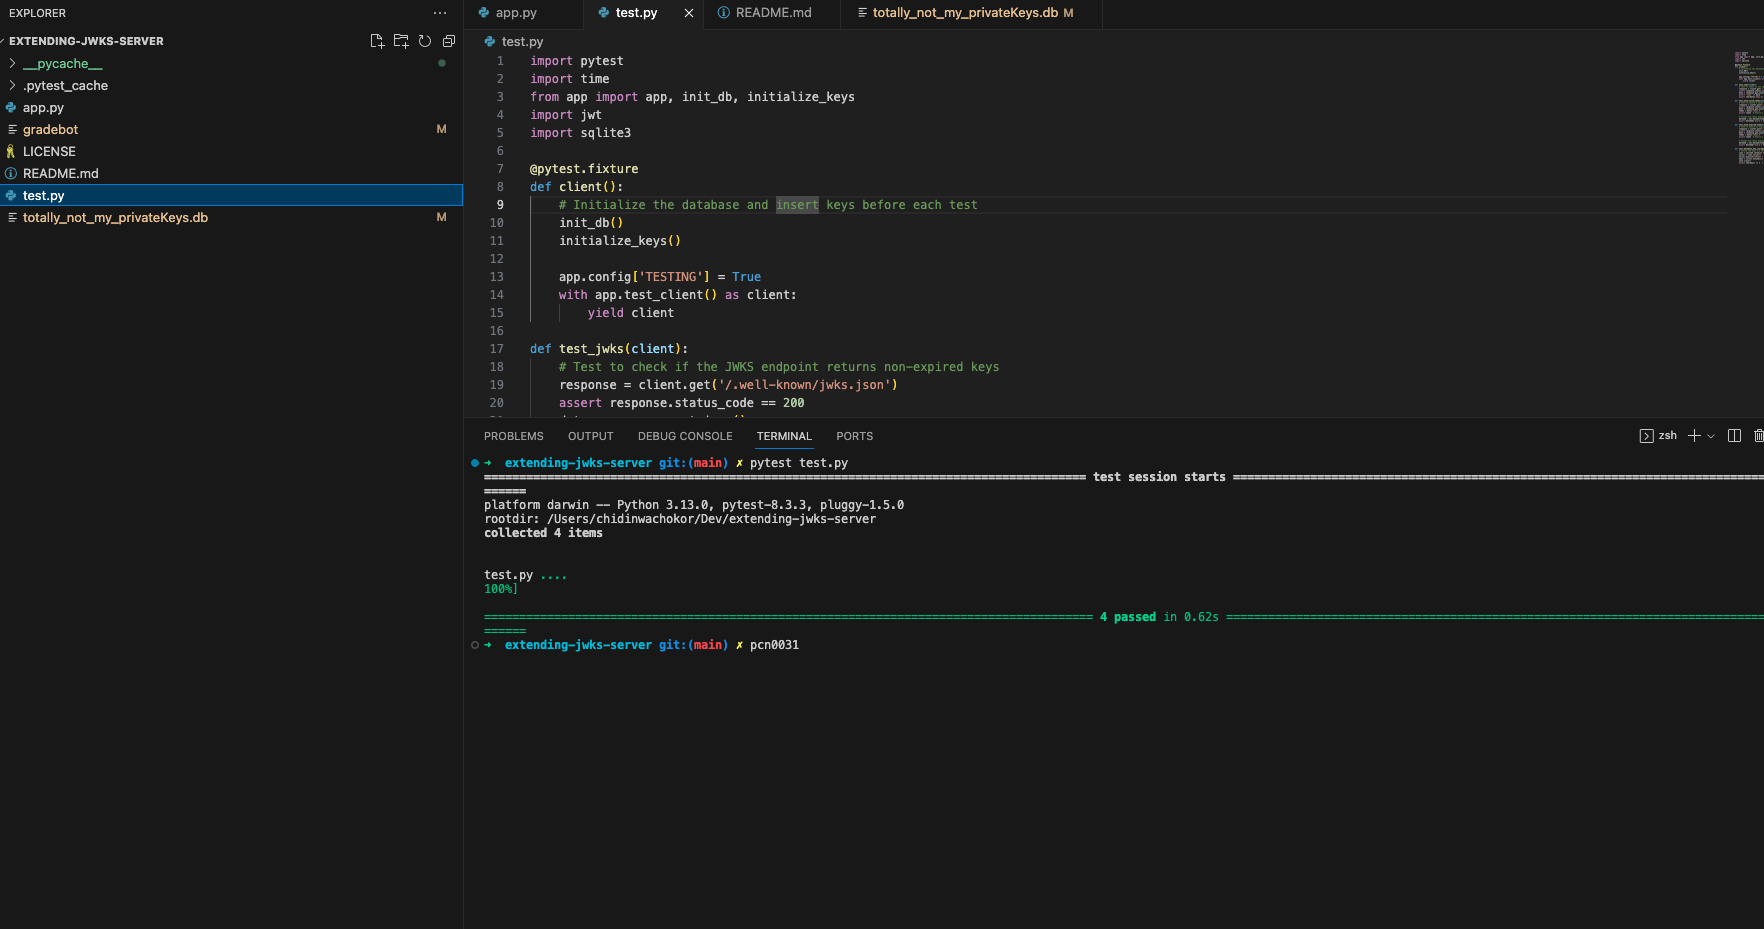 EXPLORER
EXTENDING-JWKS-SERVER
__pycache__
.pytest_cache
app.py
gradebot M
LICENSE
README.md
test.py
totally_not_my_privateKeys.db M
app.py test.py README.md totally_not_my_privateKeys.db M
test.py
1 import pytest
2 import time
3 from app import app, init_db, initialize_keys
4 import jwt
5 import sqlite3
6
7 @pytest.fixture
8 def client():
9 # Initialize the database and insert keys before each test
10 init_db()
11 initialize_keys()
12
13 app.config['TESTING'] = True
14 with app.test_client() as client:
15 yield client
16
17 def test_jwks(client):
18 # Test to check if the JWKS endpoint returns non-expired keys
19 response = client.get('/.well-known/jwks.json')
20 assert response.status_code == 200
PROBLEMS OUTPUT DEBUG CONSOLE TERMINAL PORTS zsh
➜ extending-jwks-server git:(main) ✗ pytest test.py
====================================================================================== test session starts ============================================================================
======
platform darwin -- Python 3.13.0, pytest-8.3.3, pluggy-1.5.0
rootdir: /Users/chidinwachokor/Dev/extending-jwks-server
collected 4 items
test.py ....
100%]
======================================================================================= 4 passed in 0.62s =============================================================================
======
➜ extending-jwks-server git:(main) ✗ pcn0031